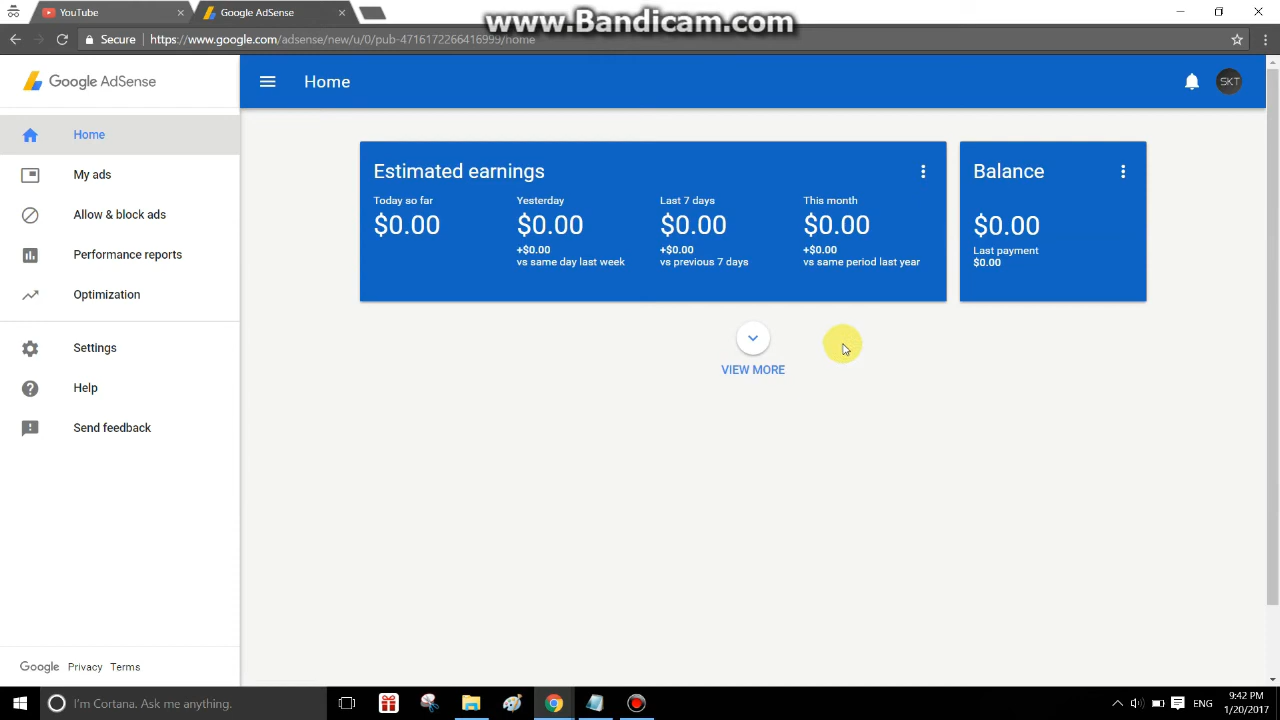 YouTube
Google AdSense
www.Bandicam.com
Secure
https://www.google.com/adsense/new/u/0/pub-4716172266416999/home
Google AdSense
Home
SKT
Home
My ads
Allow & block ads
Performance reports
Optimization
Settings
Help
Send feedback
Estimated earnings
Today so far
Yesterday
Last 7 days
This month
$0.00
$0.00
$0.00
$0.00
+$0.00
+$0.00
+$0.00
vs same day last week
vs previous 7 days
vs same period last year
Balance
$0.00
Last payment
$0.00
VIEW MORE
Google Privacy Terms
I'm Cortana. Ask me anything.
ENG
9:42 PM
1/20/2017